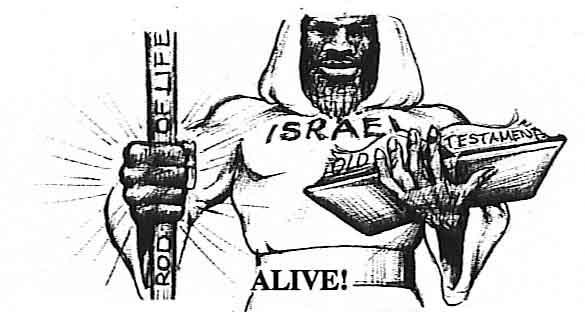 ROD OF LIFE
ISRAEL
OLD TESTAMENT
ALIVE!